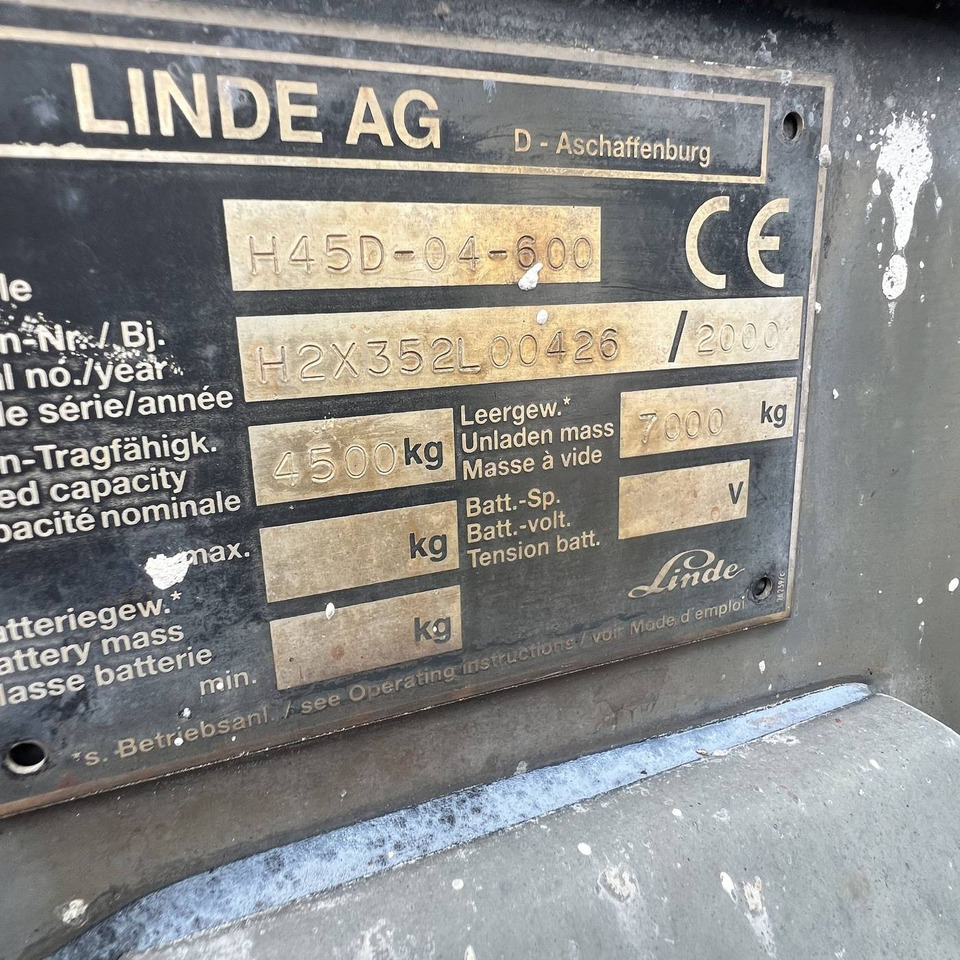 LINDE AG D - Aschaffenburg
CE
H45D-04-600
le
n-Nr. / Bj.
l no./year
H2X352L00426 / 2000
le série/année
n-Tragfähigk.
ed capacity
pacité nominale
4500 kg
Leergew.*
Unladen mass
Masse à vide
7000 kg
max.
kg
Batt.-Sp.
Batt.-volt.
Tension batt.
V
atteriegew.*
attery mass
lasse batterie
min.
kg
Linde
*s. Betriebsanl. / see Operating instructions / voir Mode d'emploi